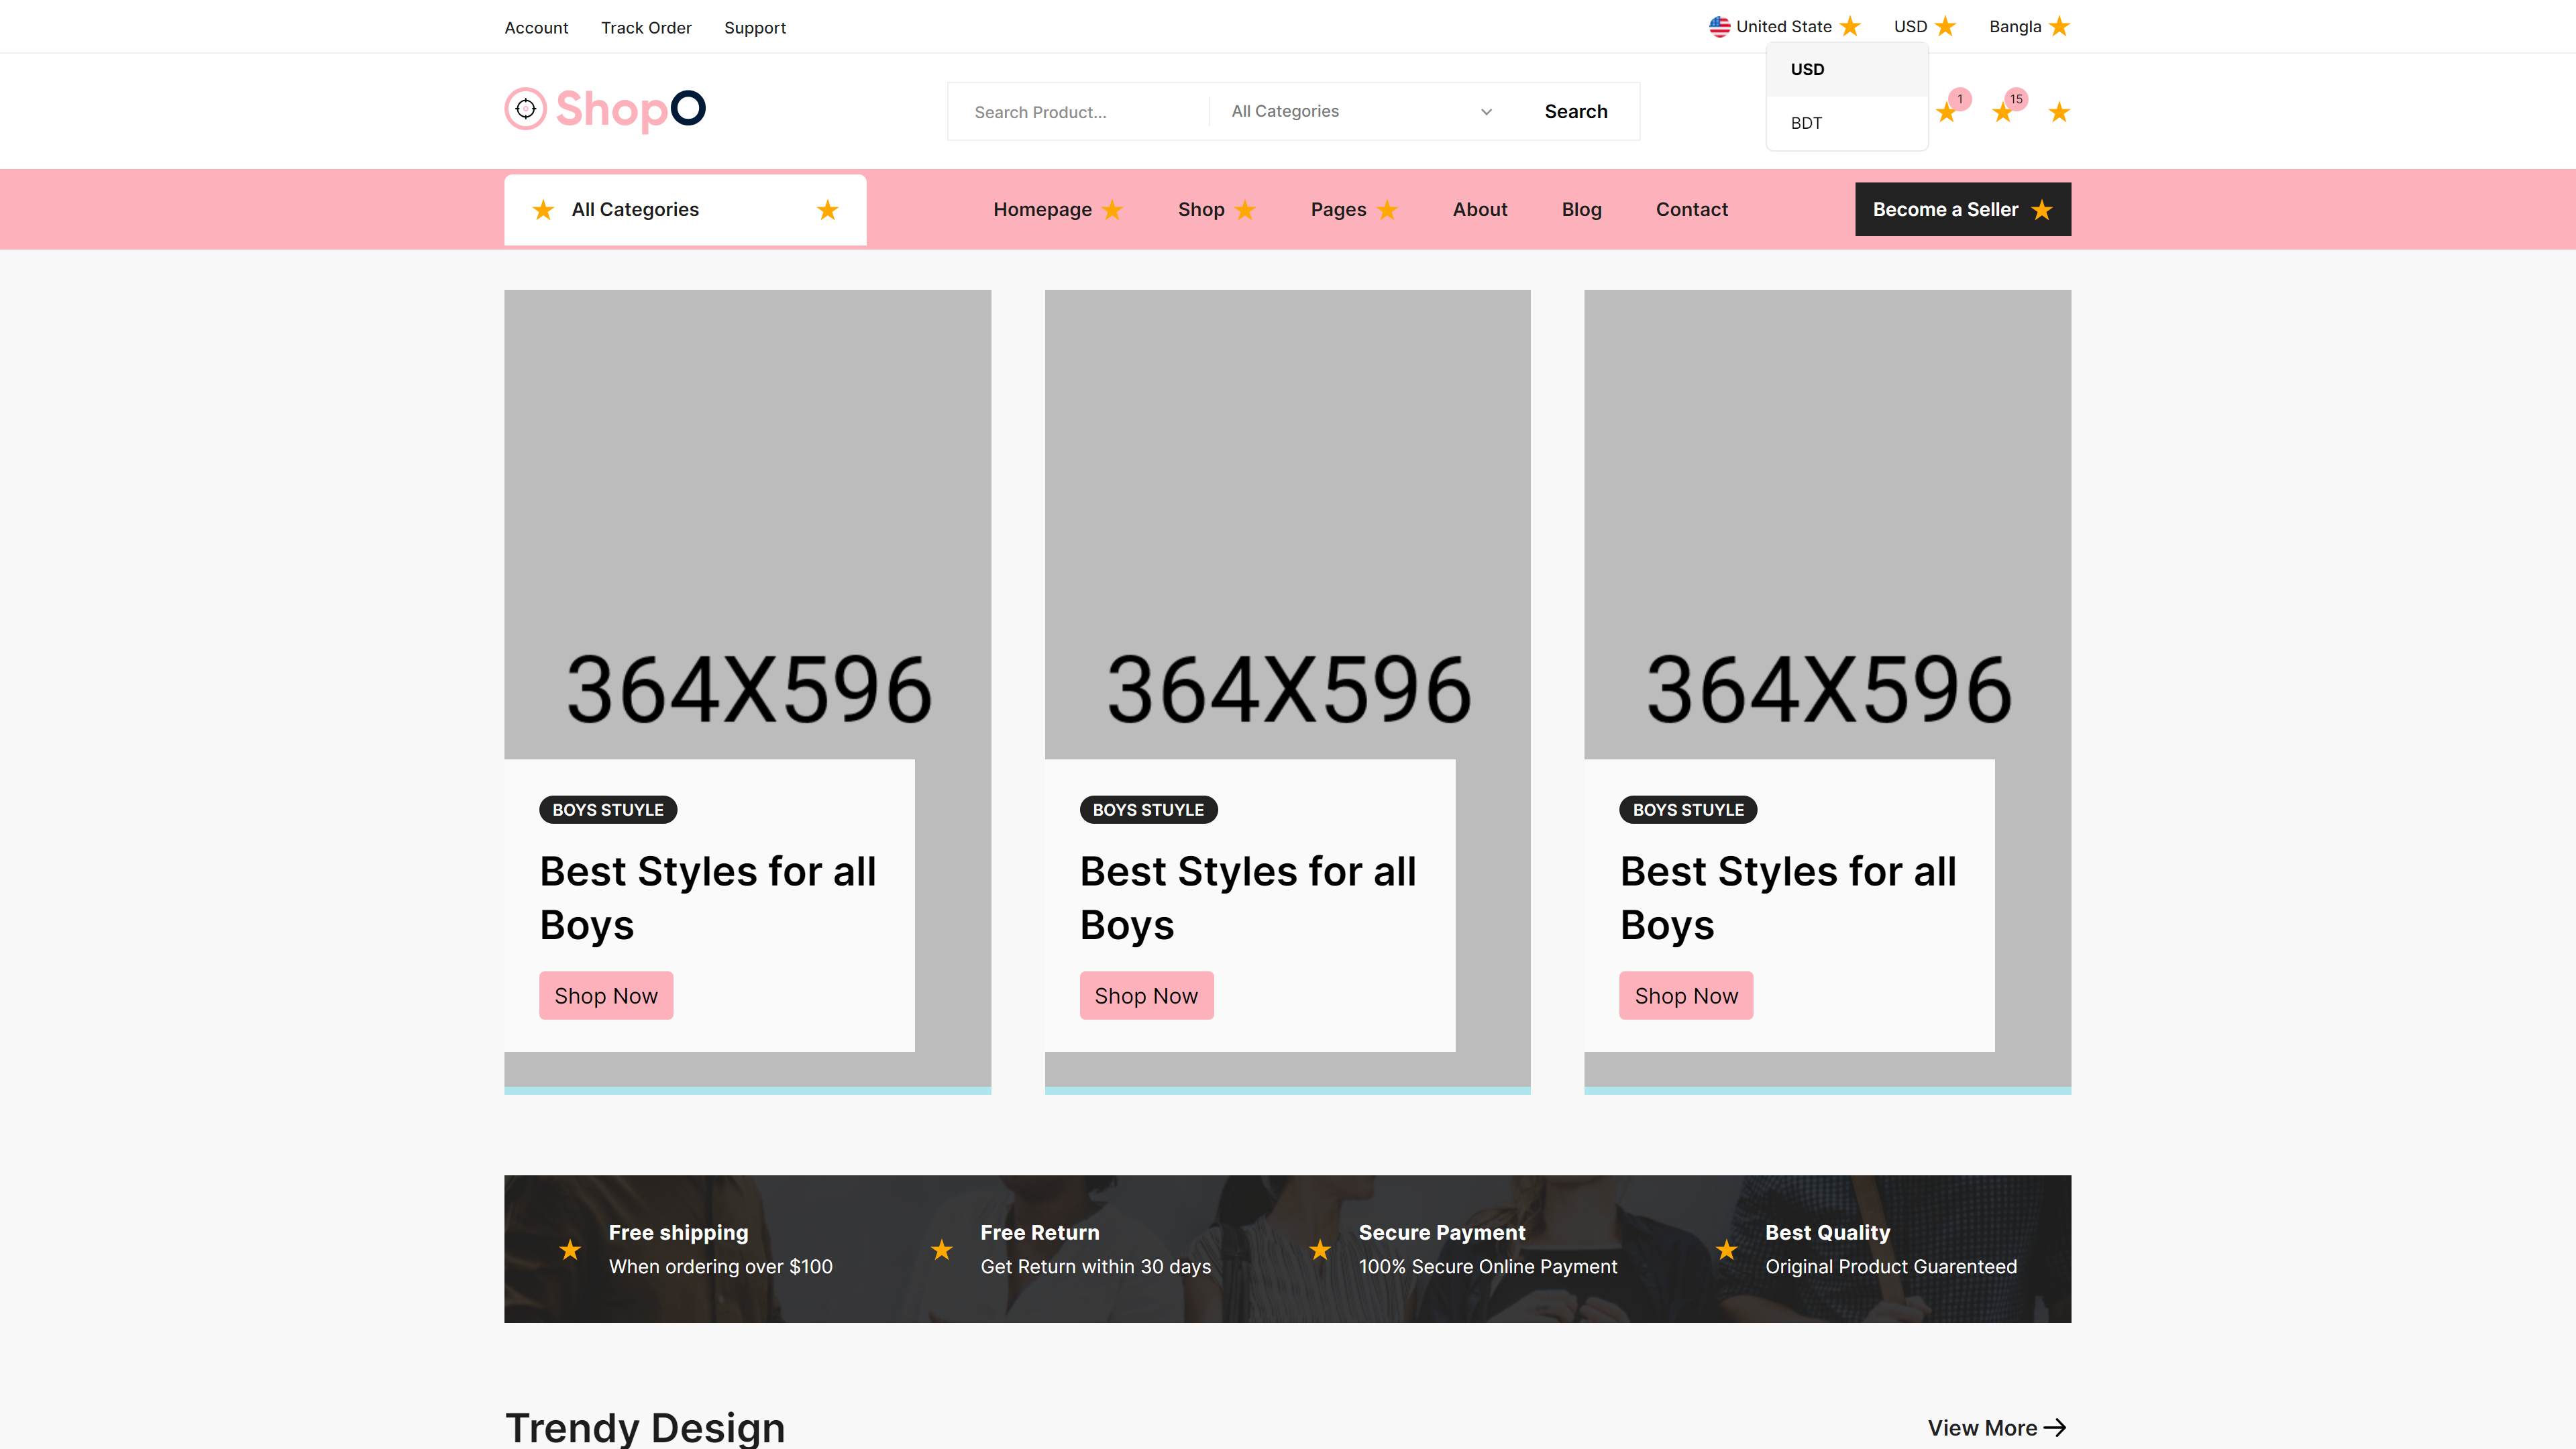 Account Track Order Support
United State USD Bangla
USD
BDT
ShopO
Search Product... All Categories Search
1 15
All Categories
Homepage Shop Pages About Blog Contact
Become a Seller
364X596 364X596 364X596
BOYS STUYLE
Best Styles for all
Boys
Shop Now
BOYS STUYLE
Best Styles for all
Boys
Shop Now
BOYS STUYLE
Best Styles for all
Boys
Shop Now
Free shipping
When ordering over $100
Free Return
Get Return within 30 days
Secure Payment
100% Secure Online Payment
Best Quality
Original Product Guarenteed
Trendy Design
View More